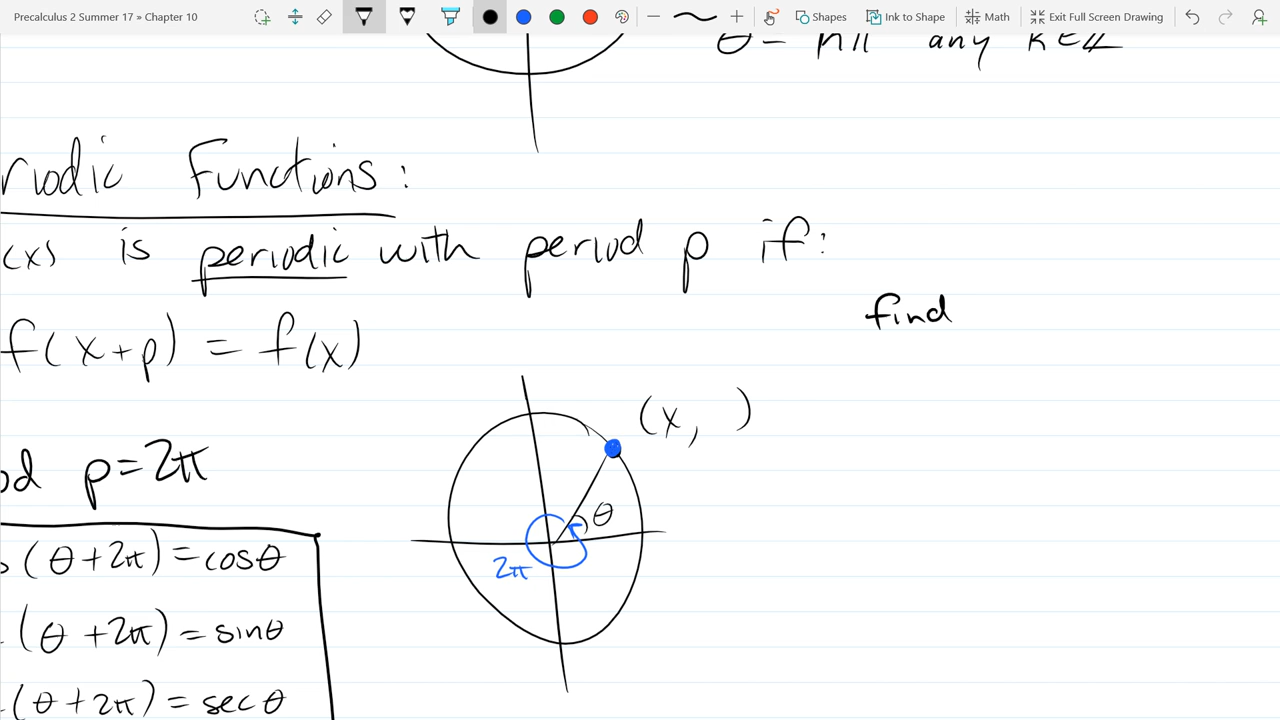 Precalculus 2 Summer 17 » Chapter 10
Shapes
Ink to Shape
Math
Exit Full Screen Drawing
θ = kπ any k∈ℤ
riodic Functions:
(x) is periodic with period p if:
find
f(x+p) = f(x)
(x, )
od p=2π
θ
2π
s(θ+2π)=cosθ
(θ+2π)=sinθ
(θ+2π)=secθ